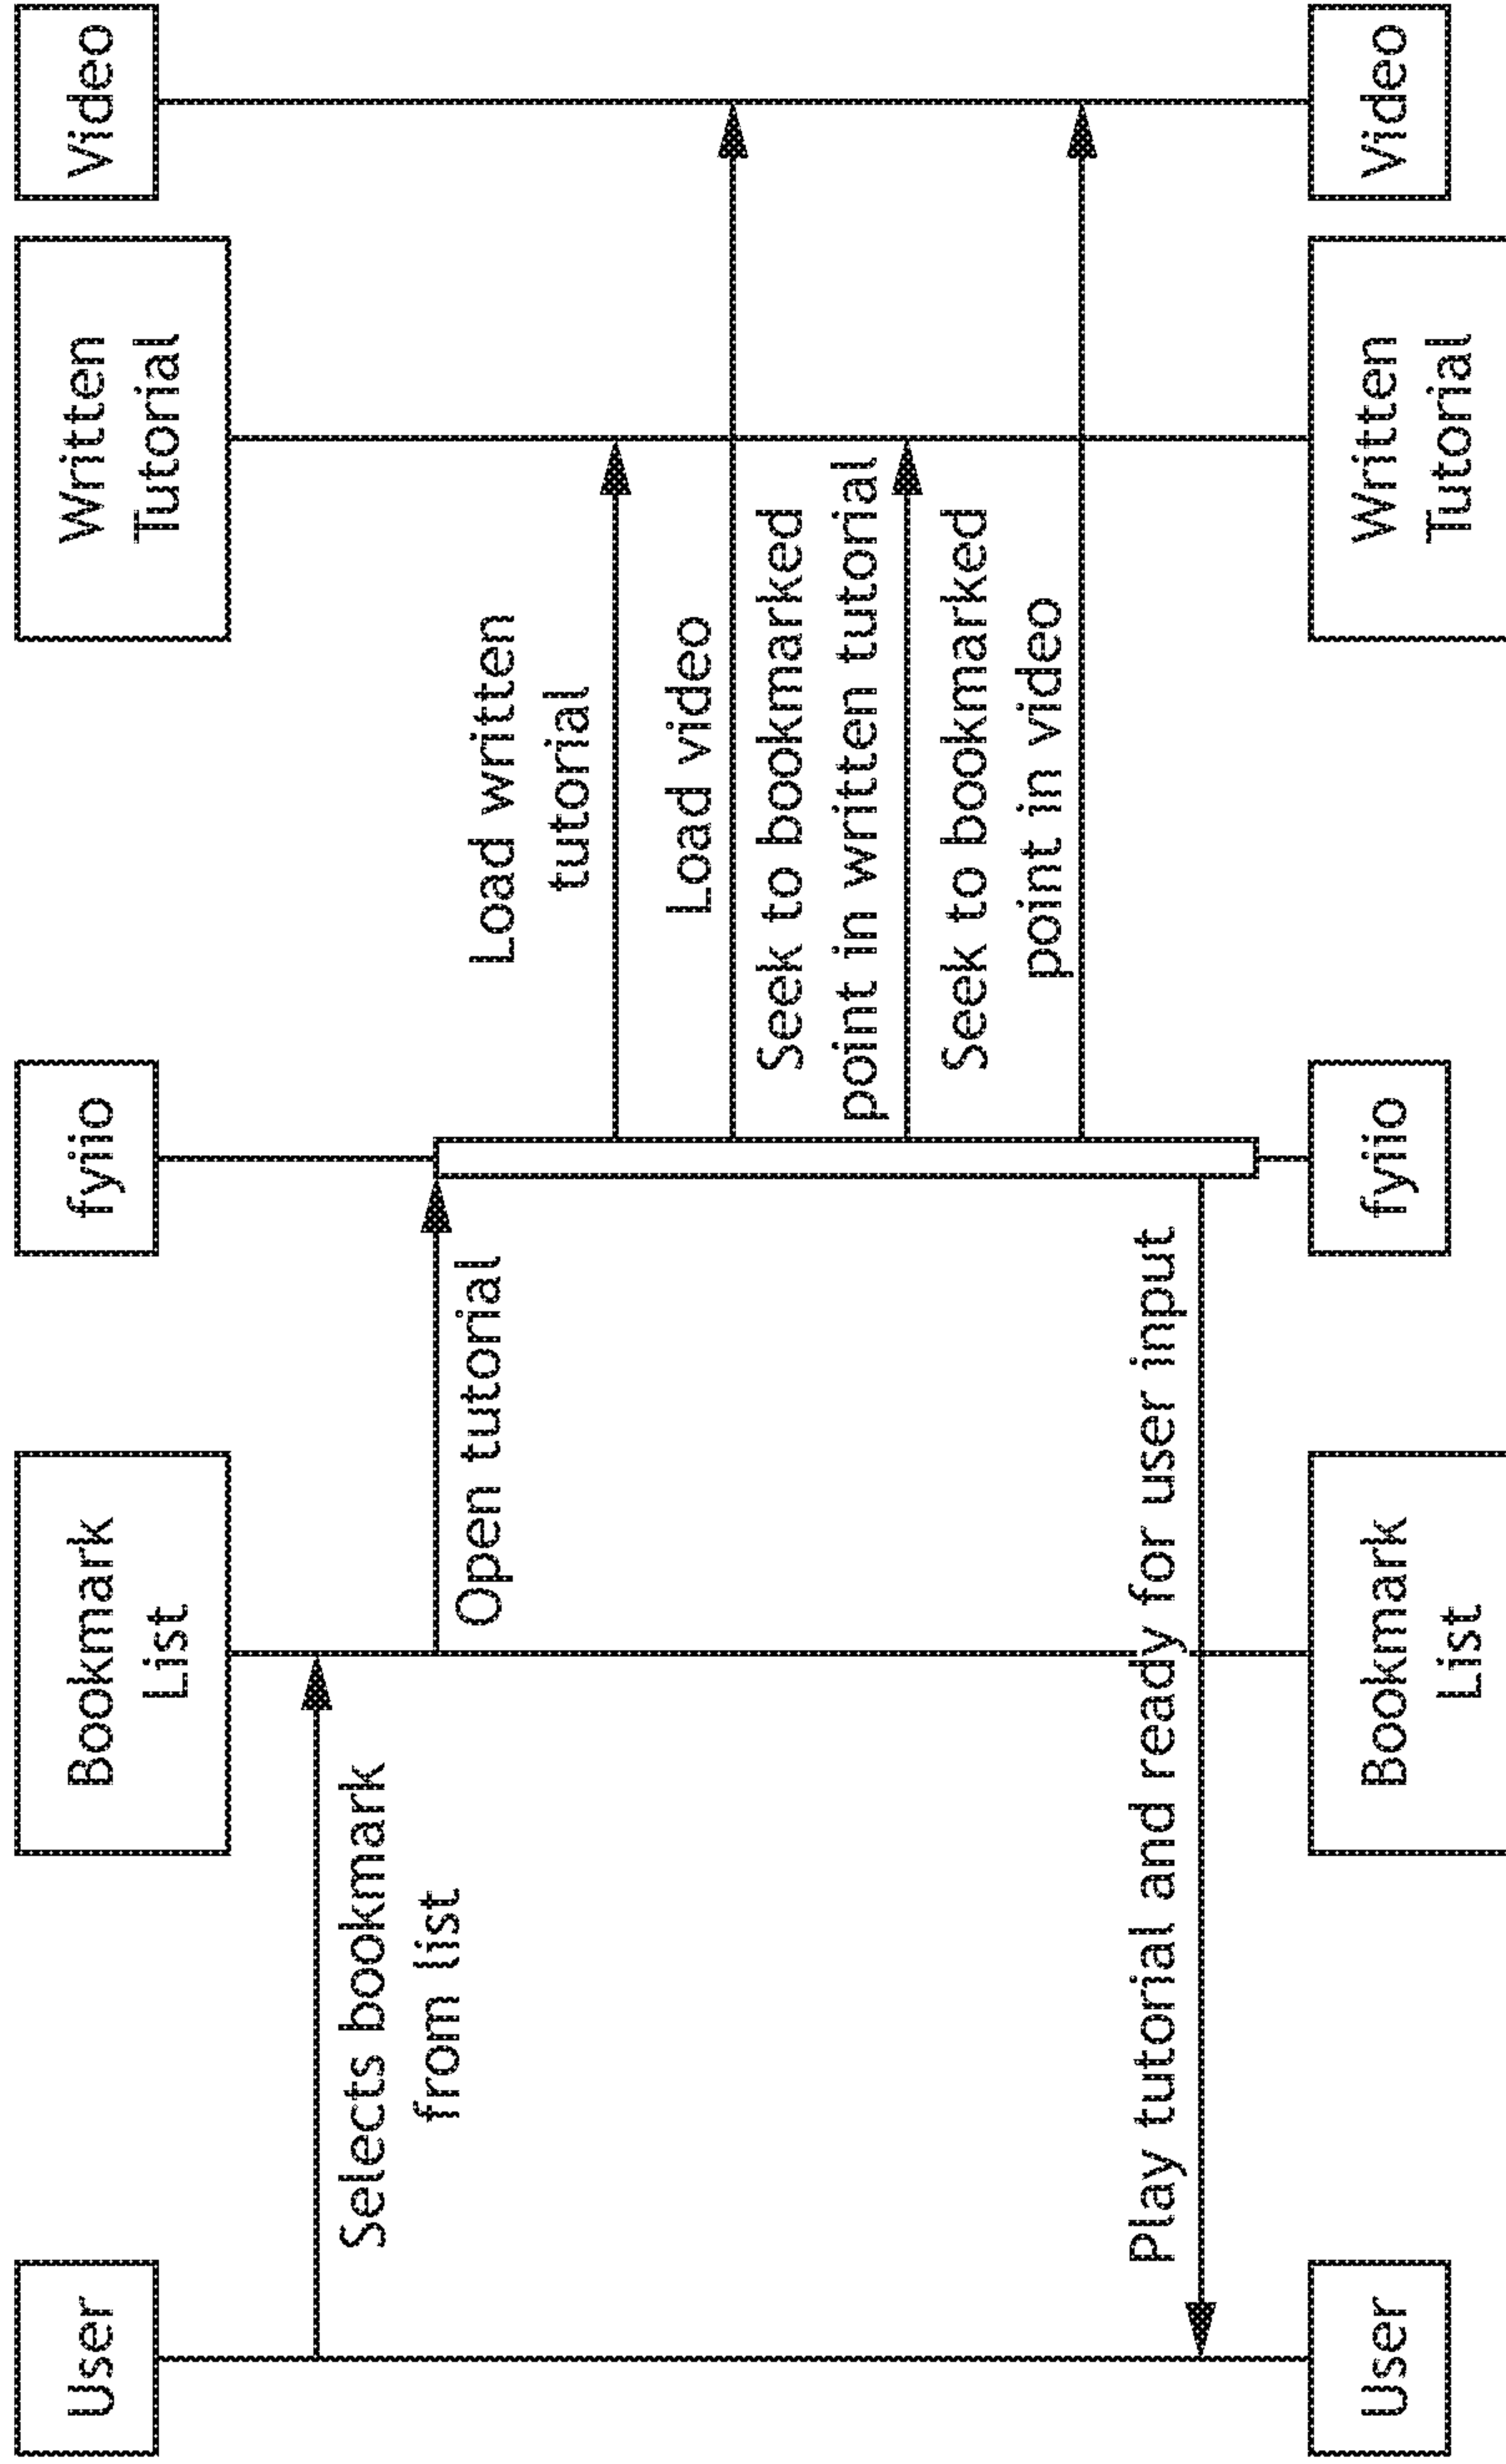 User
Bookmark
List
fyiio
Written
Tutorial
Video
Selects bookmark
from list
Open tutorial
Load written
tutorial
Load video
Seek to bookmarked
point in written tutorial
Seek to bookmarked
point in video
Play tutorial and ready for user input
User
Bookmark
List
fyiio
Written
Tutorial
Video